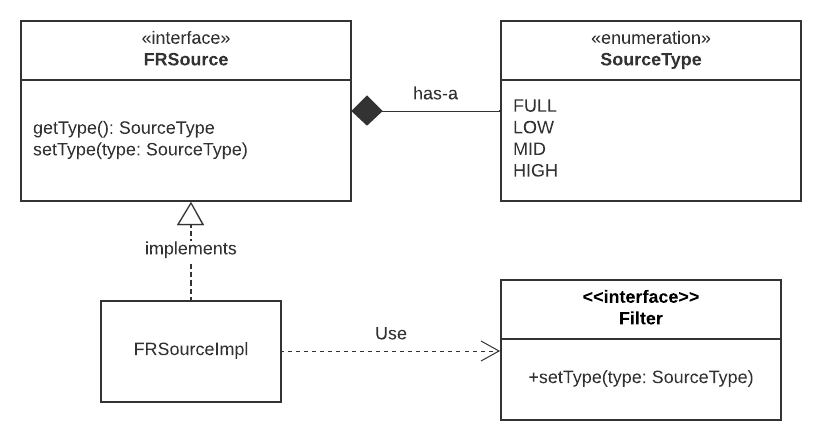 «interface»
FRSource
getType(): SourceType
setType(type: SourceType)
has-a
«enumeration»
SourceType
FULL
LOW
MID
HIGH
implements
FRSourceImpl
Use
<<interface>>
Filter
+setType(type: SourceType)